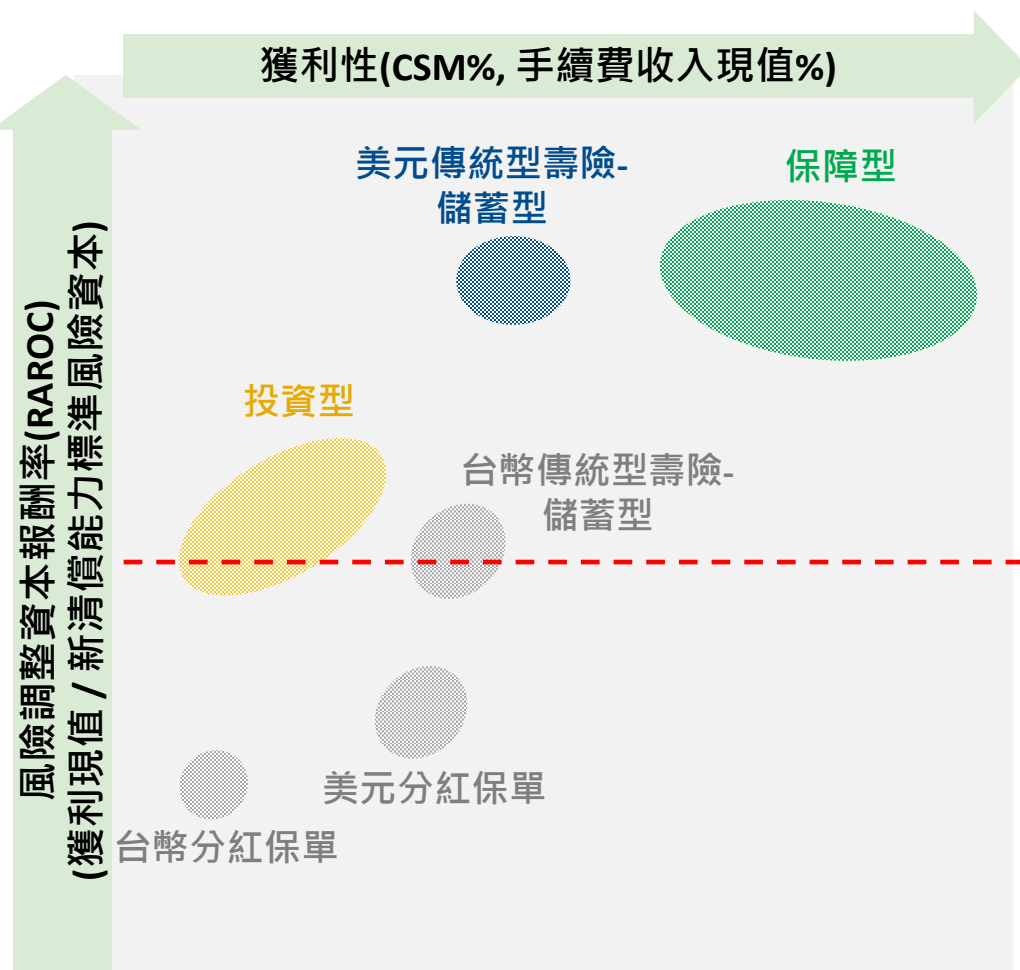 獲利性(CSM%, 手續費收入現值%)
風險調整資本報酬率(RAROC)
(獲利現值 / 新清償能力標準風險資本)
美元傳統型壽險-
儲蓄型
保障型
投資型
台幣傳統型壽險-
儲蓄型
美元分紅保單
台幣分紅保單